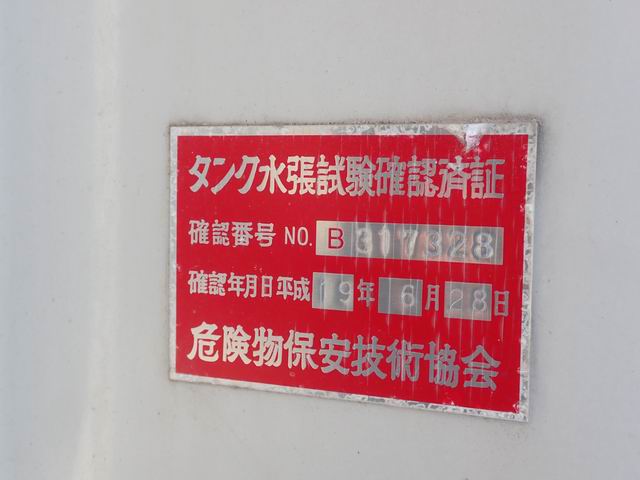 タンク水張試験確認済証
確認番号 NO. B 317328
確認年月日平成19年6月28日
危険物保安技術協会